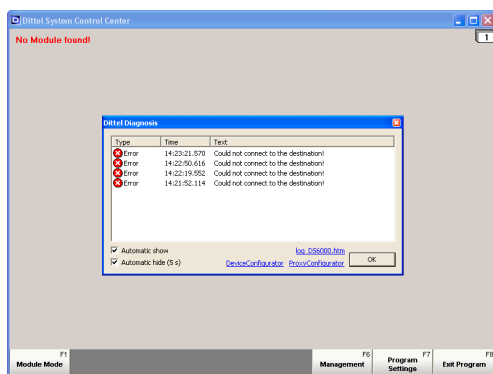 Dittel System Control Center
No Module found!
1
Dittel Diagnosis
Type Time Text
Error 14:23:21.570 Could not connect to the destination!
Error 14:22:50.616 Could not connect to the destination!
Error 14:22:19.552 Could not connect to the destination!
Error 14:21:52.114 Could not connect to the destination!
Automatic show log_DS6000.htm
Automatic hide (5 s) DeviceConfigurator ProxyConfigurator OK
F1 F6 F7 F8
Module Mode Management Program Settings Exit Program